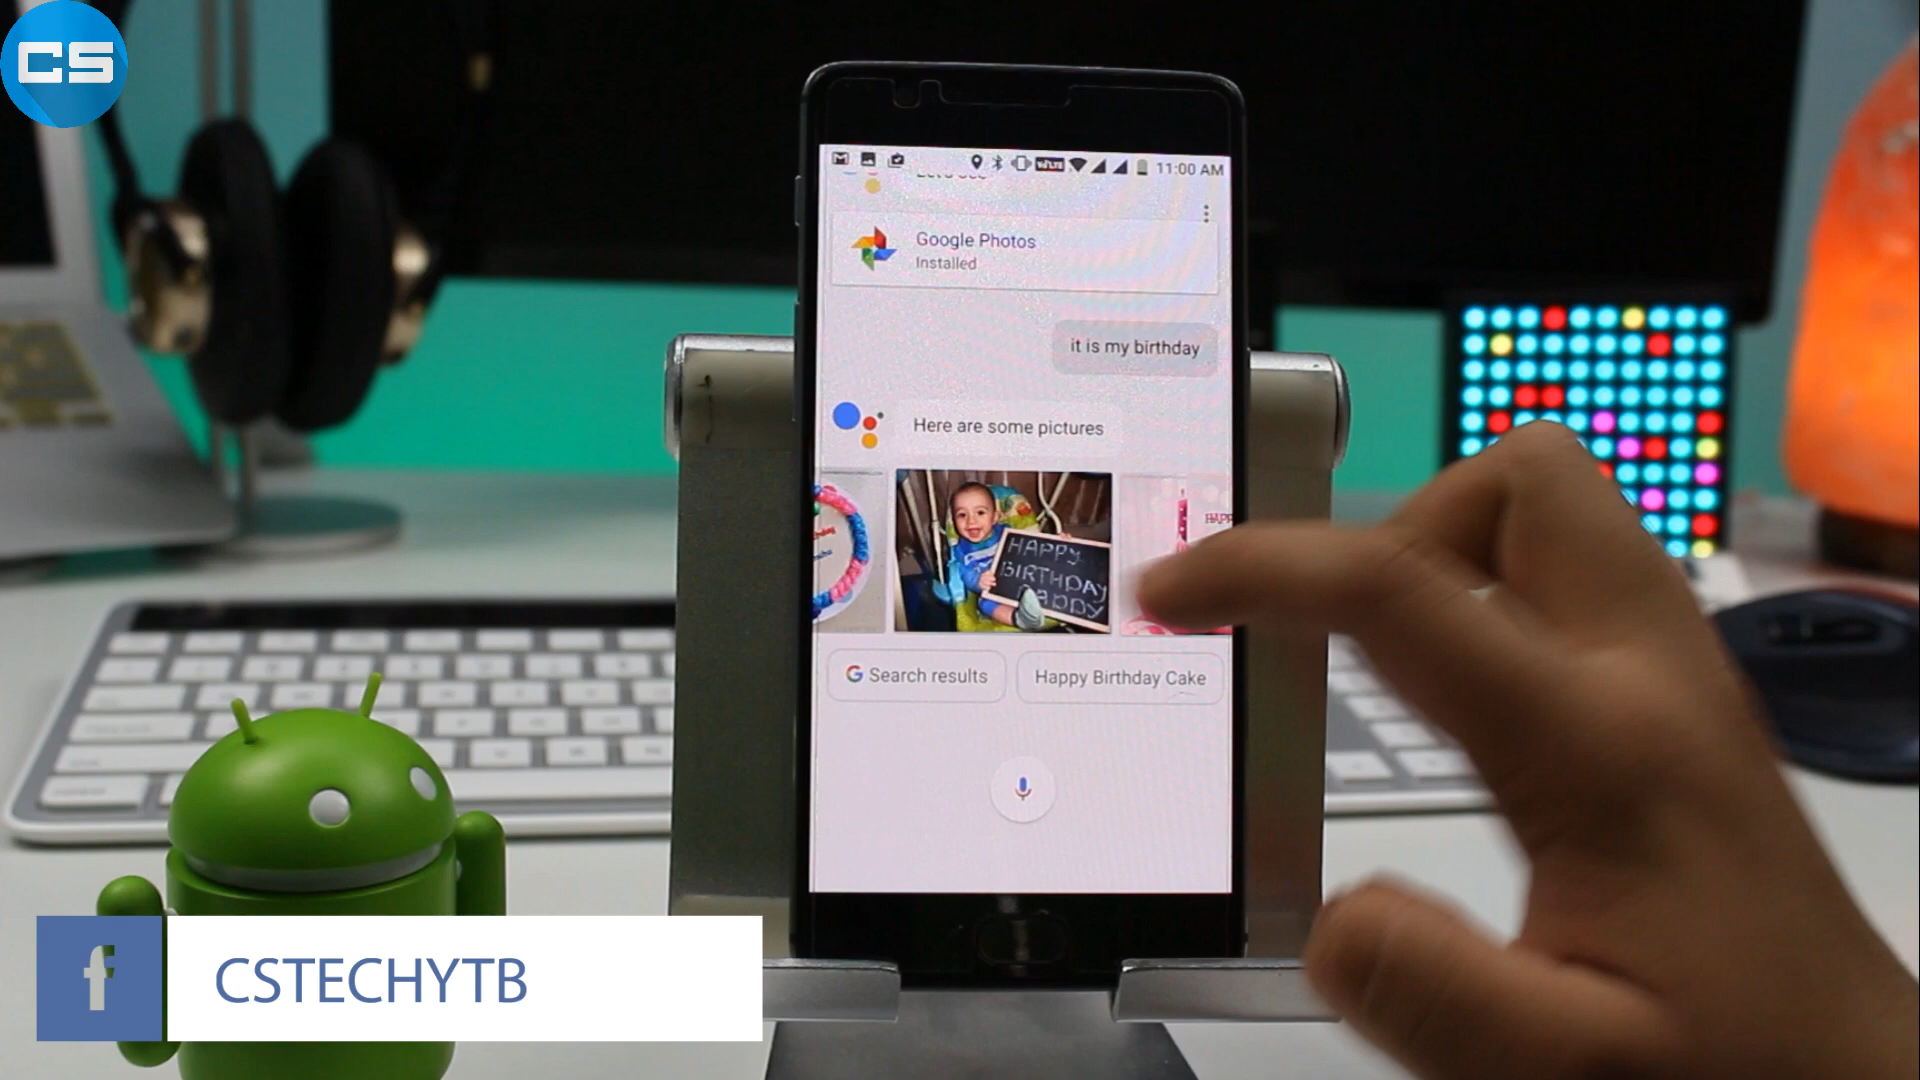 CS
11:00 AM
Google Photos
Installed
it is my birthday
Here are some pictures
HAPPY
BIRTHDAY
DADDY
G Search results
Happy Birthday Cake
f CSTECHYTB